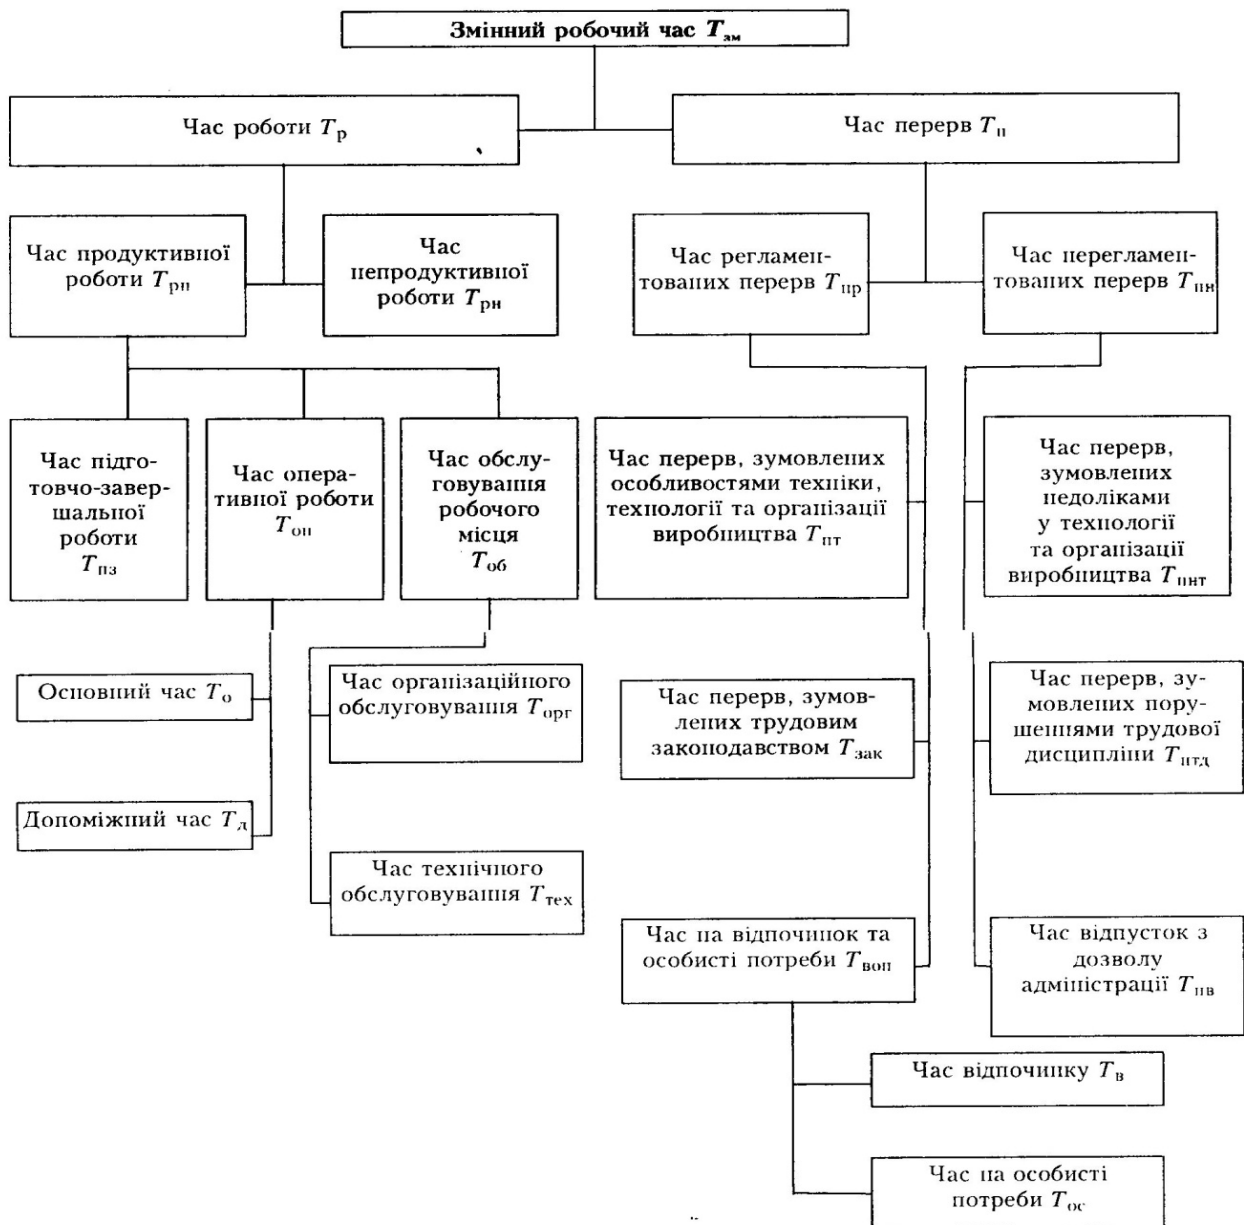 Змінний робочий час Tзм
Час роботи Tр
Час перерв Tп
Час продуктивної
роботи Tрп
Час
непродуктивної
роботи Tрн
Час регламен-
тованих перерв Tпр
Час нерегламен-
тованих перерв Tпн
Час підго-
товчо-завер-
шальної
роботи
Tпз
Час опера-
тивної роботи
Tоп
Час обслу-
говування
робочого
місця
Tоб
Час перерв, зумовлених
особливостями техніки,
технології та організації
виробництва Tпт
Час перерв,
зумовлених
недоліками
у технології
та організації
виробництва Tпнт
Основний час Tо
Час організаційного
обслуговування Tорг
Час перерв, зумов-
лених трудовим
законодавством Tзак
Час перерв, зу-
мовлених пору-
шеннями трудової
дисципліни Tптд
Допоміжний час Tд
Час технічного
обслуговування Tтех
Час на відпочинок та
особисті потреби Tвоп
Час відпусток з
дозволу
адміністрації Tпв
Час відпочинку Tв
Час на особисті
потреби Tос